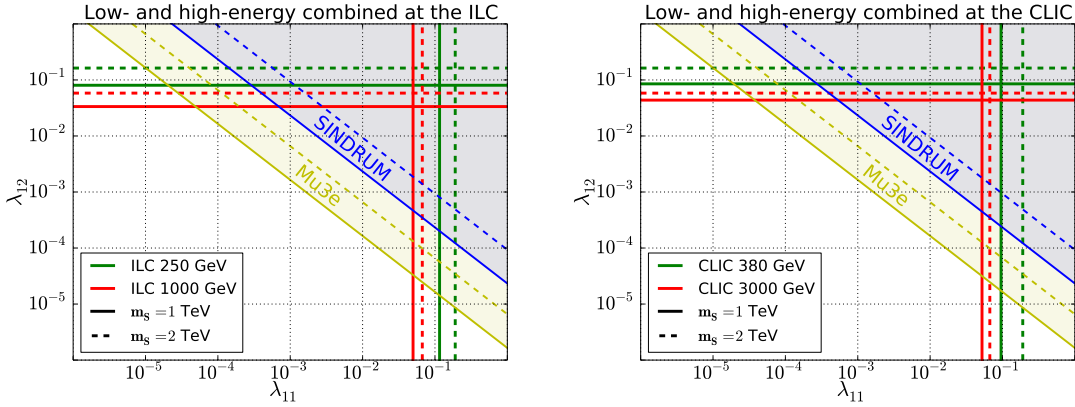 Low- and high-energy combined at the ILC
10⁻¹
10⁻²
10⁻³
10⁻⁴
10⁻⁵
λ₁₂
SINDRUM
Mu3e
ILC 250 GeV
ILC 1000 GeV
m_S = 1 TeV
m_S = 2 TeV
10⁻⁵ 10⁻⁴ 10⁻³ 10⁻² 10⁻¹
λ₁₁
Low- and high-energy combined at the CLIC
10⁻¹
10⁻²
10⁻³
10⁻⁴
10⁻⁵
λ₁₂
SINDRUM
Mu3e
CLIC 380 GeV
CLIC 3000 GeV
m_S = 1 TeV
m_S = 2 TeV
10⁻⁵ 10⁻⁴ 10⁻³ 10⁻² 10⁻¹
λ₁₁